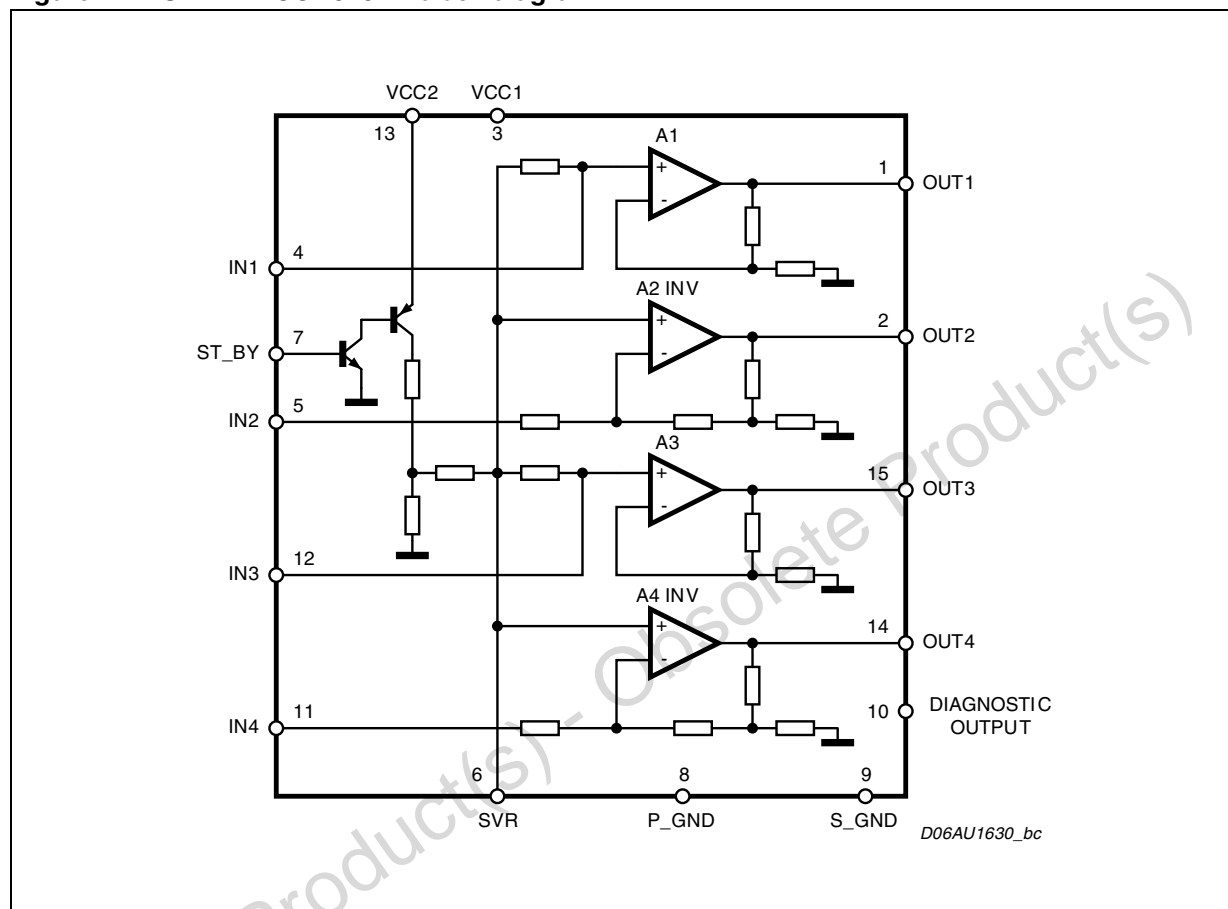 VCC2 VCC1
13 3
A1
1 OUT1
4
IN1
A2 INV
2 OUT2
7
ST_BY
5
IN2
A3
15 OUT3
12
IN3
A4 INV
14 OUT4
11
IN4
10 DIAGNOSTIC
OUTPUT
6 8 9
SVR P_GND S_GND
D06AU1630_bc
+
-
+
-
+
-
+
-
Product(s) - Obsolete Product(s)